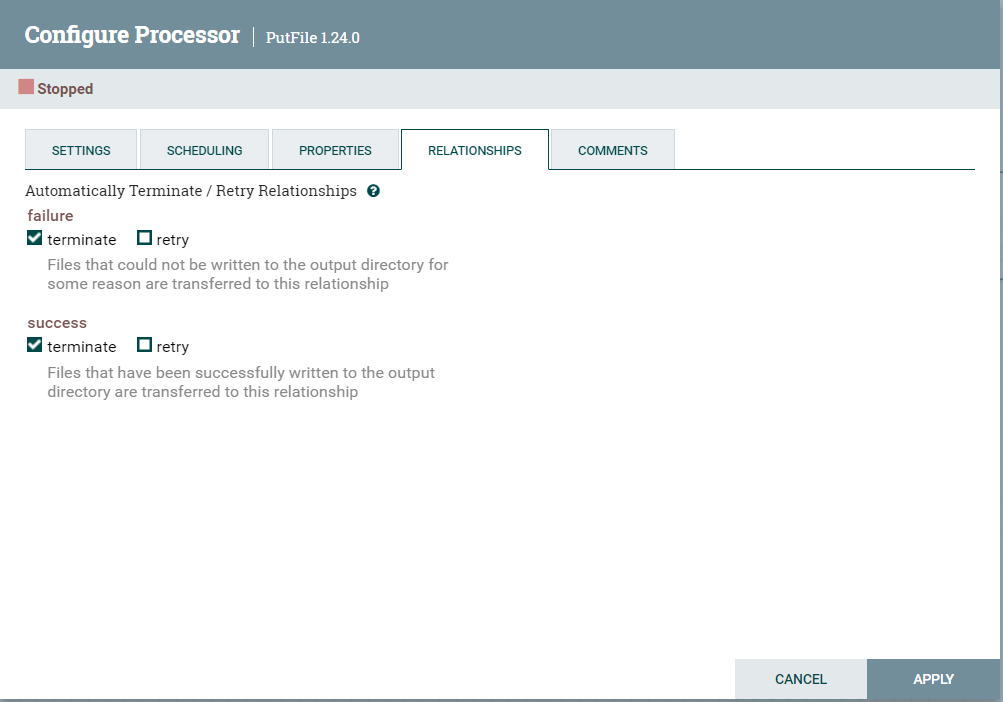 Configure Processor | PutFile 1.24.0
Stopped
SETTINGS SCHEDULING PROPERTIES RELATIONSHIPS COMMENTS
Automatically Terminate / Retry Relationships ?
failure
terminate retry
Files that could not be written to the output directory for
some reason are transferred to this relationship
success
terminate retry
Files that have been successfully written to the output
directory are transferred to this relationship
CANCEL APPLY